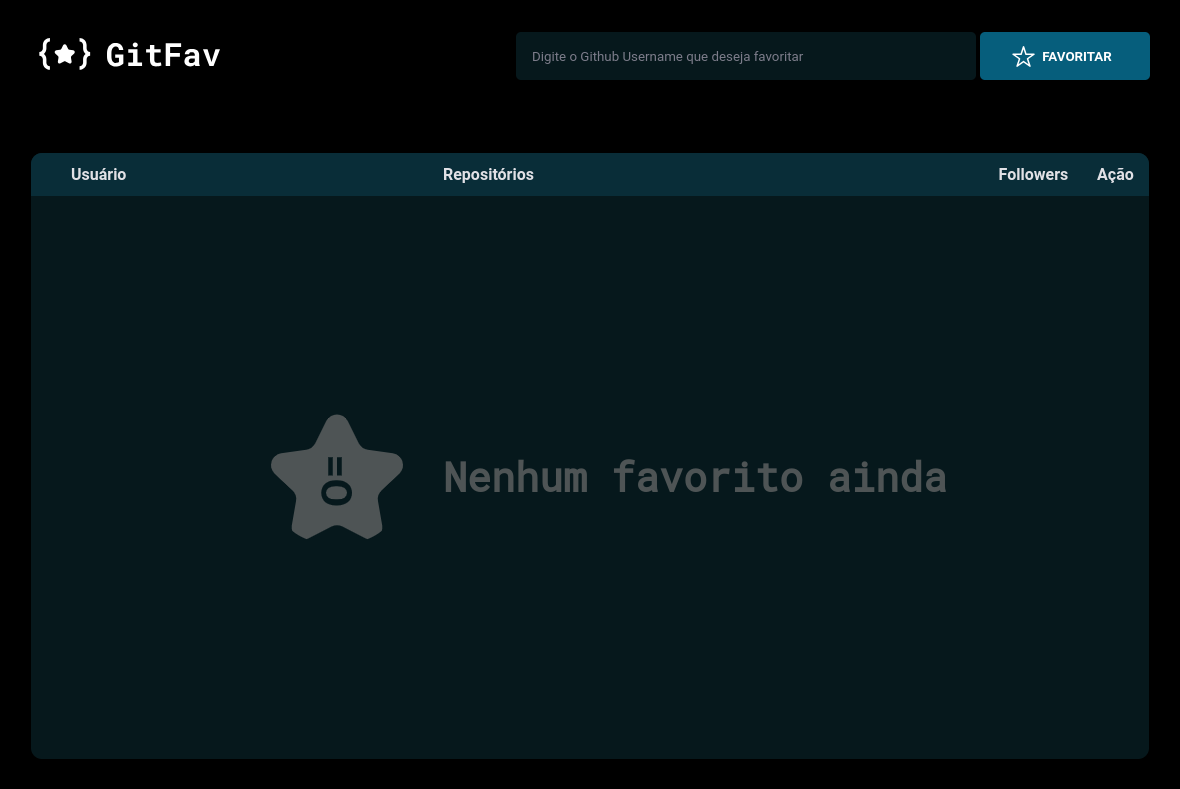 GitFav
Digite o Github Username que deseja favoritar
FAVORITAR
Usuário Repositórios Followers Ação
Nenhum favorito ainda